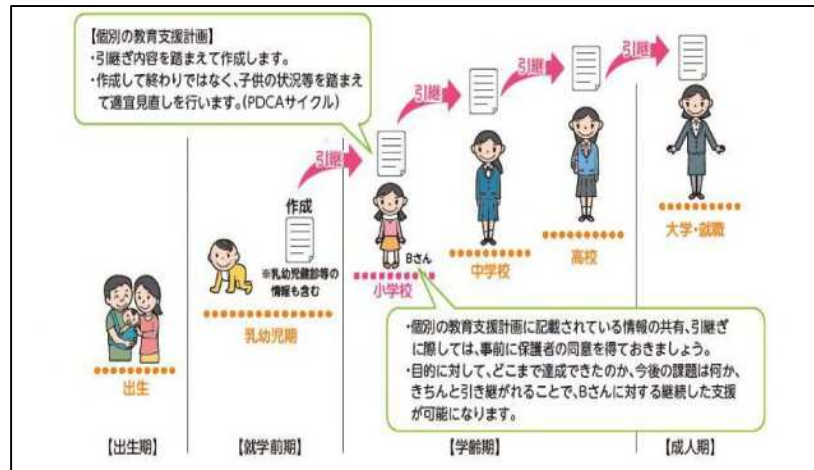 【個別の教育支援計画】
・引継ぎ内容を踏まえて作成します。
・作成して終わりではなく、子供の状況等を踏まえ
て適宜見直しを行います。(PDCAサイクル)
引継
引継
引継
引継
作成
※乳幼児健診等の
情報も含む
Bさん
出生
乳幼児期
小学校
中学校
高校
大学・就職
・個別の教育支援計画に記載されている情報の共有、引継ぎ
に際しては、事前に保護者の同意を得ておきましょう。
・目的に対して、どこまで達成できたのか、今後の課題は何か、
きちんと引き継がれることで、Bさんに対する継続した支援
が可能になります。
【出生期】
【就学前期】
【学齢期】
【成人期】